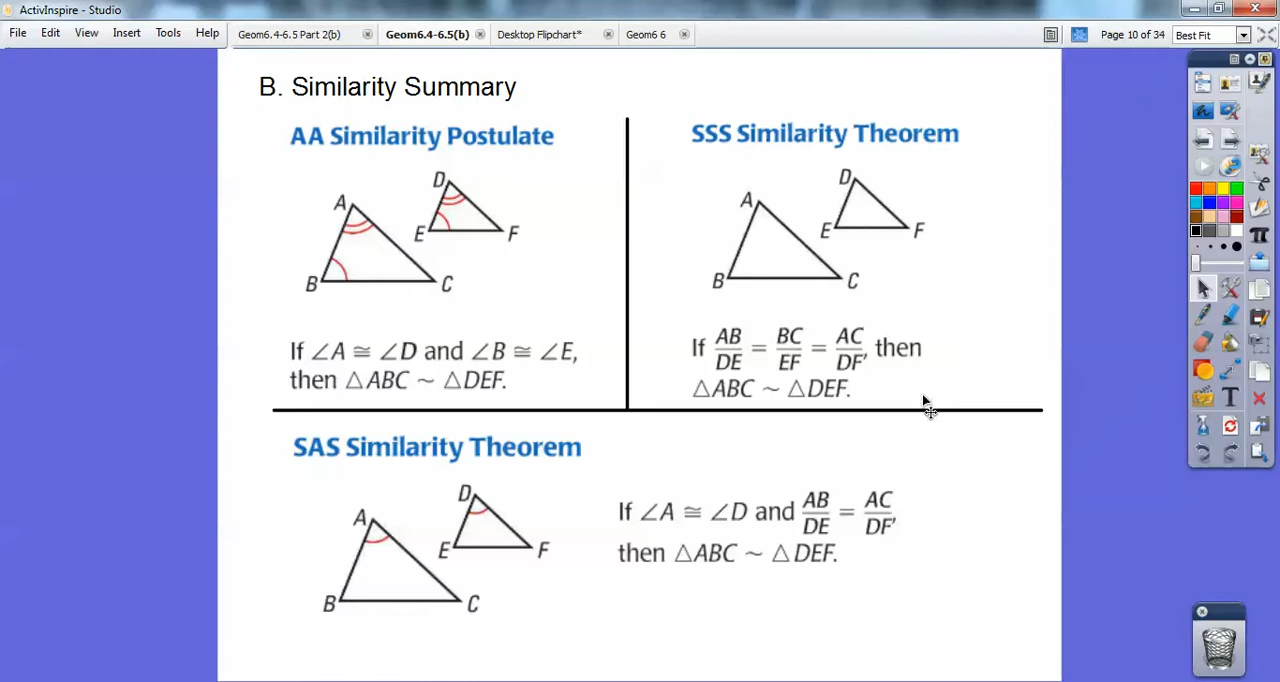 ActivInspire - Studio
File Edit View Insert Tools Help
Geom6.4-6.5 Part 2(b) Geom6.4-6.5(b) Desktop Flipchart* Geom6 6 Page 10 of 34 Best Fit
B. Similarity Summary
AA Similarity Postulate
D
A
E F
B C
If ∠A ≅ ∠D and ∠B ≅ ∠E,
then △ABC ~ △DEF.
SSS Similarity Theorem
D
A
E F
B C
If AB/DE = BC/EF = AC/DF, then
△ABC ~ △DEF.
SAS Similarity Theorem
D
A
E F
B C
If ∠A ≅ ∠D and AB/DE = AC/DF,
then △ABC ~ △DEF.